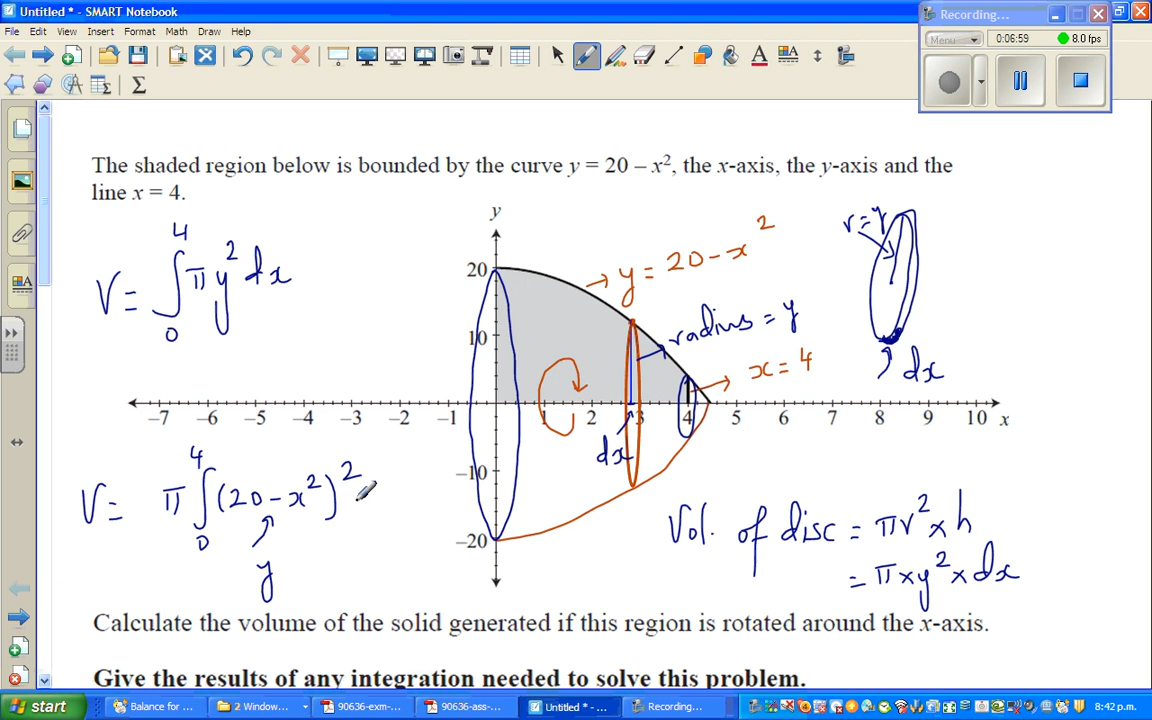 Untitled * - SMART Notebook
Recording...
File Edit View Insert Format Math Draw Help
Menu
0:06:59
8.0 fps
The shaded region below is bounded by the curve y = 20 – x², the x-axis, the y-axis and the
line x = 4.
V = ∫₀⁴ π y² dx
y
20
10
–10
–20
–7 –6 –5 –4 –3 –2 –1 1 2 3 4 5 6 7 8 9 10 x
y = 20 - x²
radius = y
x = 4
dx
r = y
dx
V = π ∫₀⁴ (20 - x²)²
y
Vol. of disc = πr² × h
= π × y² × dx
Calculate the volume of the solid generated if this region is rotated around the x-axis.
Give the results of any integration needed to solve this problem.
start
Balance for ...
2 Window...
90636-exm-...
90636-ass-...
Untitled * - ...
Recording...
8:42 p.m.